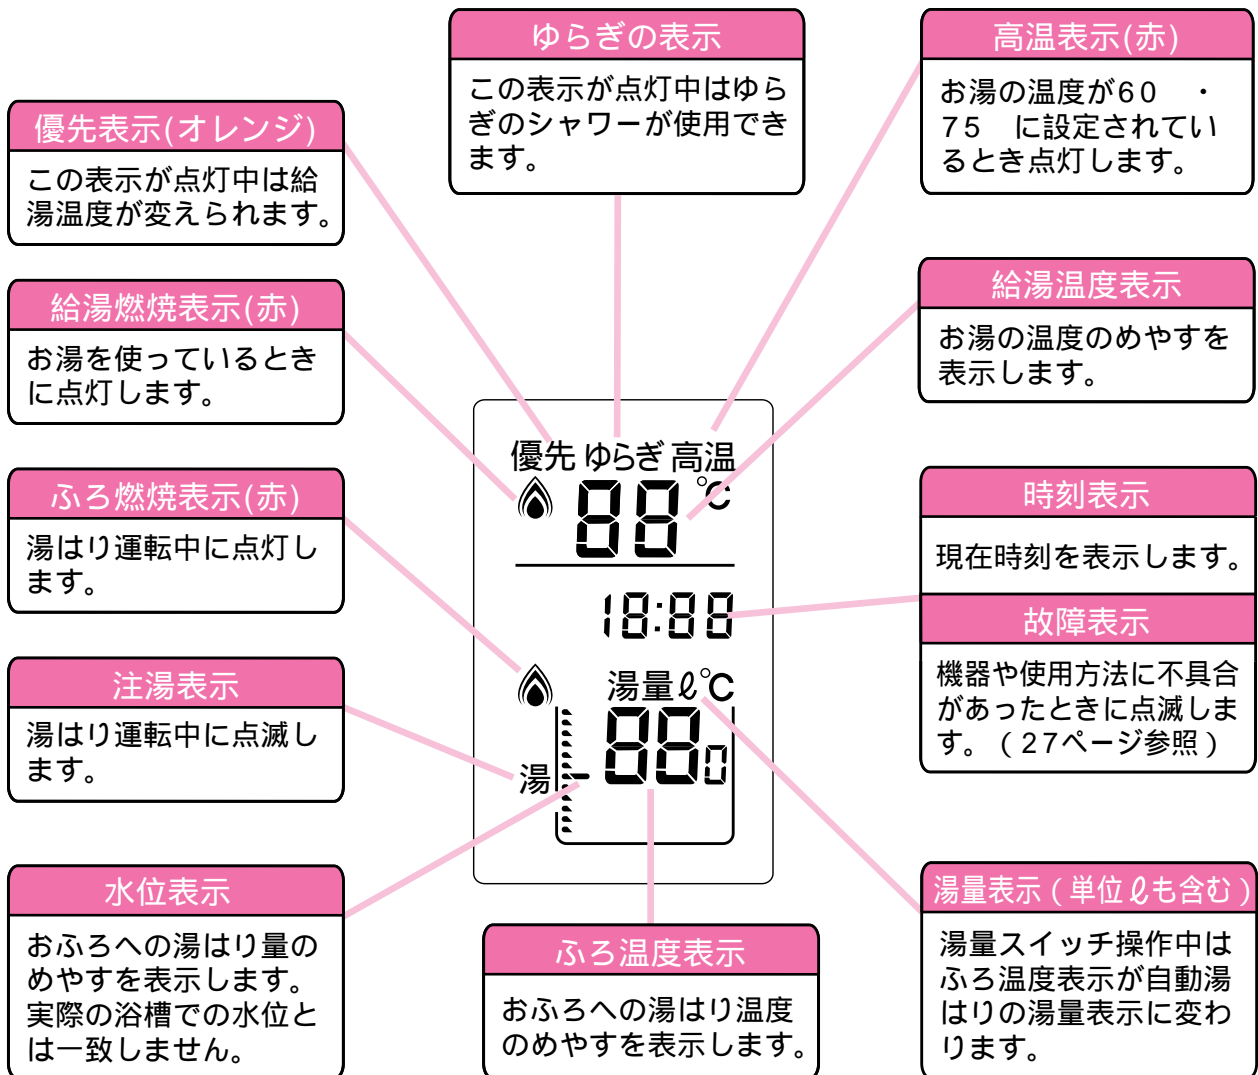 ゆらぎの表示
この表示が点灯中はゆら
ぎのシャワーが使用でき
ます。
高温表示(赤)
お湯の温度が60　・
75　に設定されてい
るとき点灯します。
優先表示(オレンジ)
この表示が点灯中は給
湯温度が変えられます。
給湯燃焼表示(赤)
お湯を使っているとき
に点灯します。
給湯温度表示
お湯の温度のめやすを
表示します。
ふろ燃焼表示(赤)
湯はり運転中に点灯し
ます。
時刻表示
現在時刻を表示します。
故障表示
機器や使用方法に不具合
があったときに点滅しま
す。(27ページ参照)
注湯表示
湯はり運転中に点滅し
ます。
優先 ゆらぎ 高温
88 ℃
18:88
湯量 ℓ ℃
880
湯
水位表示
おふろへの湯はり量の
めやすを表示します。
実際の浴槽での水位と
は一致しません。
ふろ温度表示
おふろへの湯はり温度
のめやすを表示します。
湯量表示(単位ℓも含む)
湯量スイッチ操作中は
ふろ温度表示が自動湯
はりの湯量表示に変わ
ります。